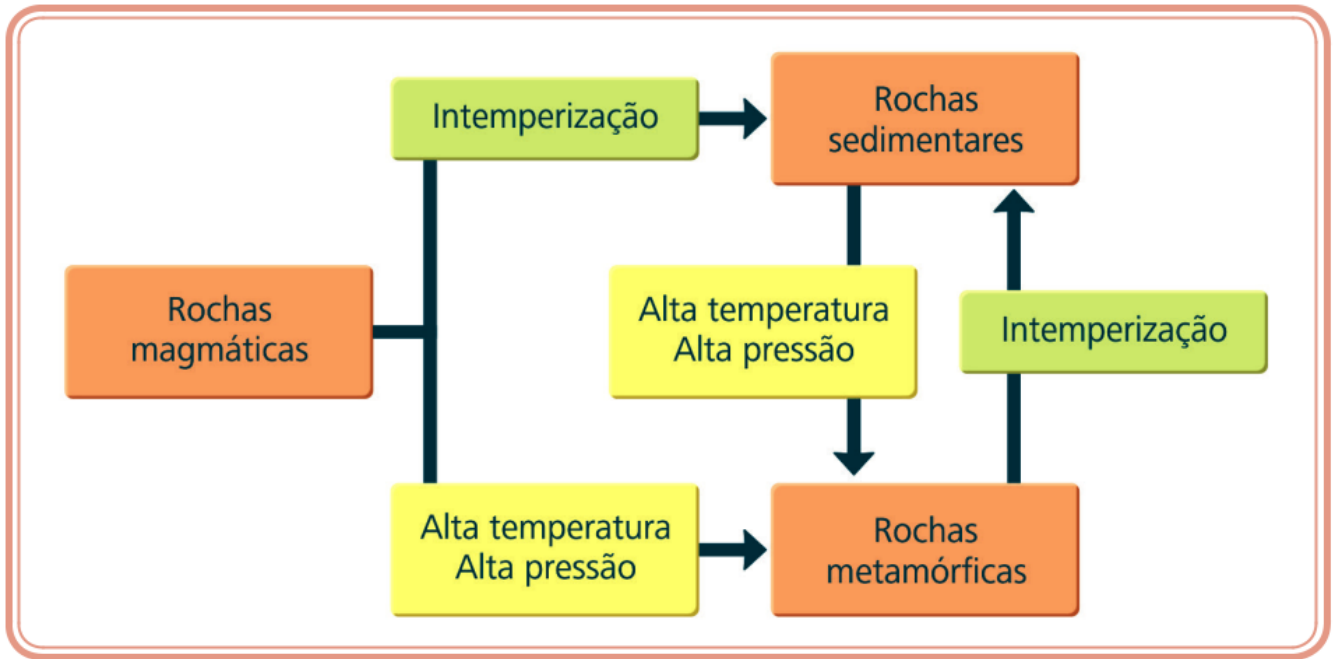 Intemperização
Rochas
sedimentares
Rochas
magmáticas
Alta temperatura
Alta pressão
Intemperização
Alta temperatura
Alta pressão
Rochas
metamórficas